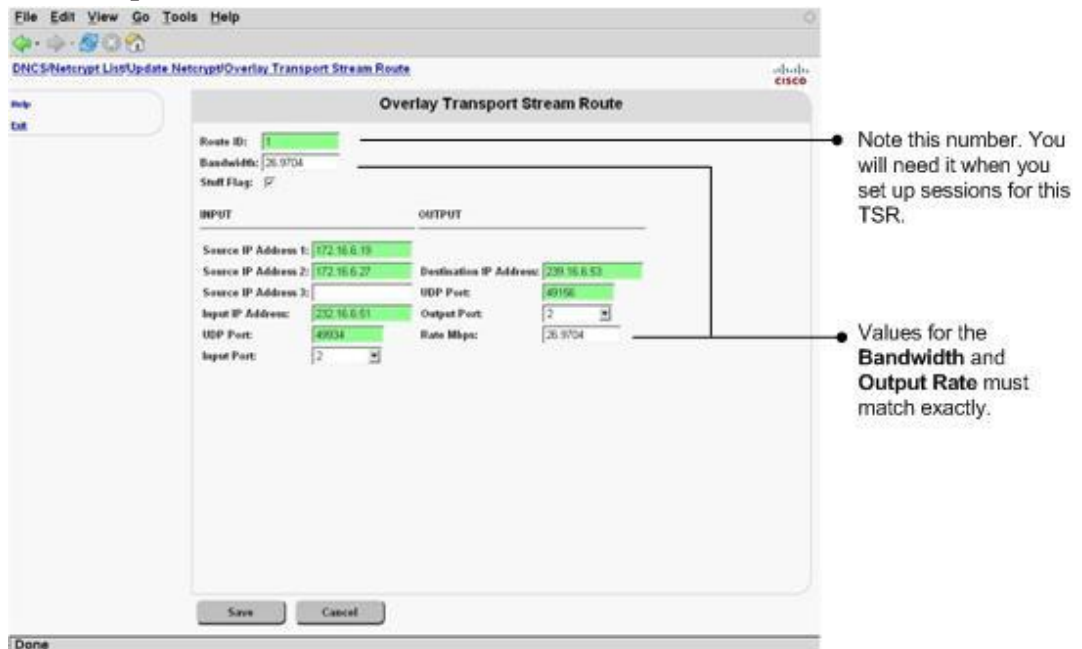 File Edit View Go Tools Help
DNCS/Netcrypt List/Update Netcrypt/Overlay Transport Stream Route
CISCO
Help
Exit
Overlay Transport Stream Route
Route ID: 1
Bandwidth: 26.9704
Stuff Flag:
INPUT OUTPUT
Source IP Address 1: 172.16.6.19
Source IP Address 2: 172.16.6.27 Destination IP Address: 239.16.6.53
Source IP Address 3: UDP Port: 49156
Input IP Address: 232.16.6.51 Output Port: 2
UDP Port: 49934 Rate Mbps: 26.9704
Input Port: 2
Note this number. You
will need it when you
set up sessions for this
TSR.
Values for the
Bandwidth and
Output Rate must
match exactly.
Save Cancel
Done